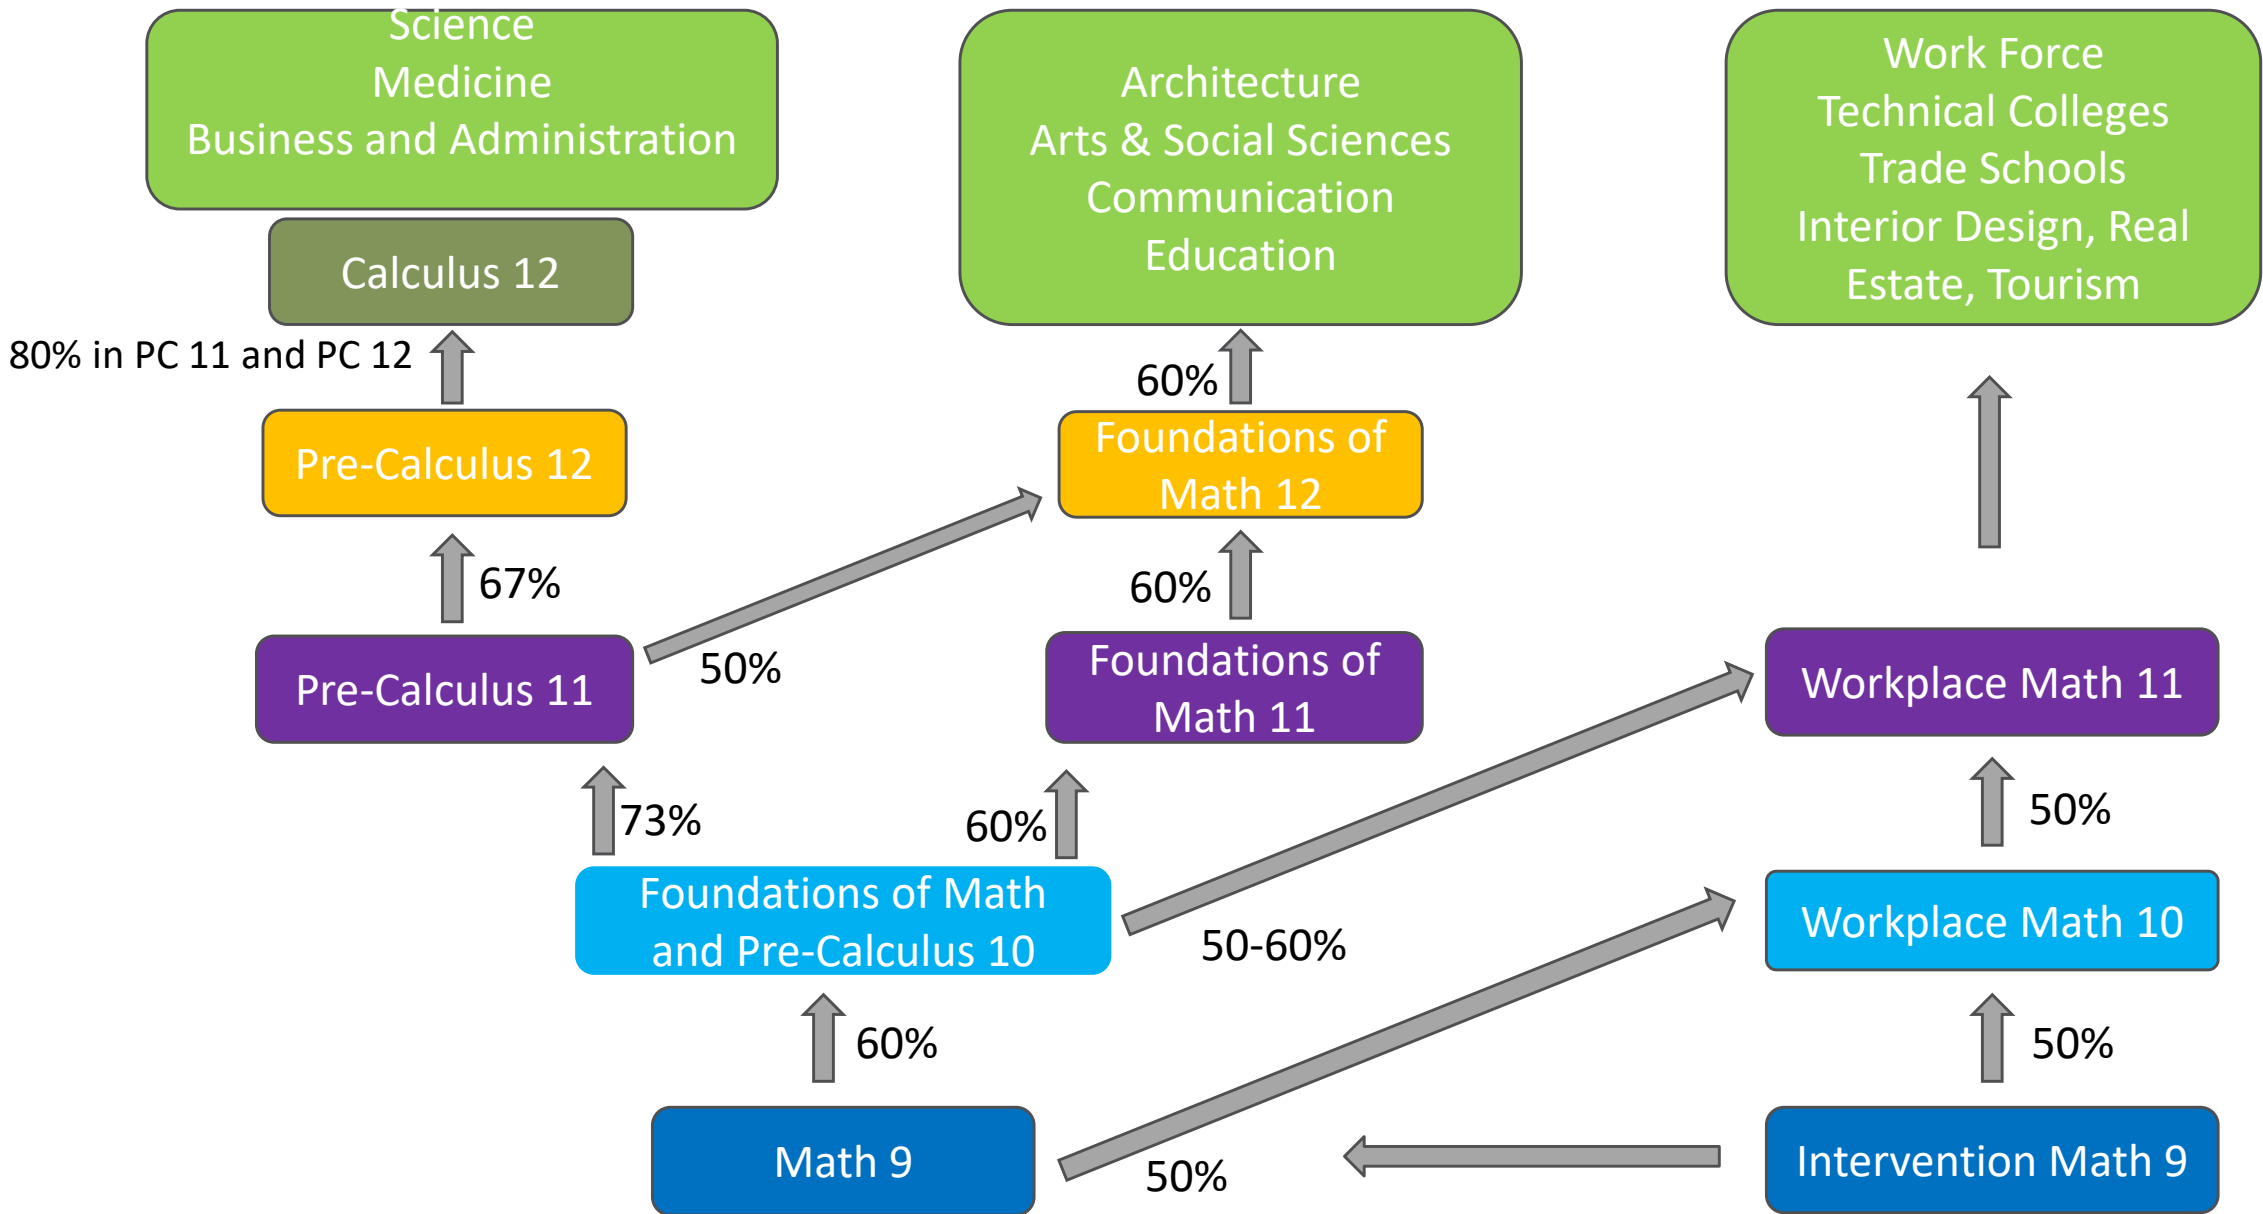 Science
Medicine
Business and Administration
Architecture
Arts & Social Sciences
Communication
Education
Work Force
Technical Colleges
Trade Schools
Interior Design, Real
Estate, Tourism
Calculus 12
80% in PC 11 and PC 12
60%
Pre-Calculus 12
Foundations of
Math 12
67%
60%
50%
Pre-Calculus 11
Foundations of
Math 11
Workplace Math 11
73%
60%
50%
Foundations of Math
and Pre-Calculus 10
50-60%
Workplace Math 10
60%
50%
Math 9
50%
Intervention Math 9